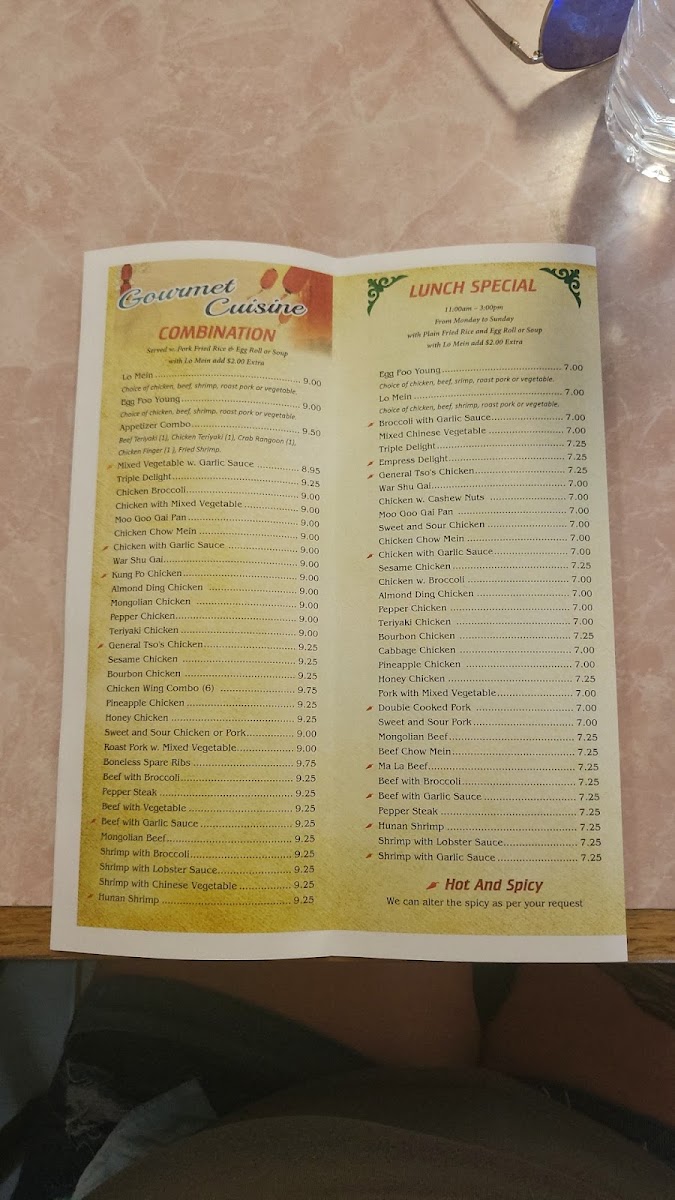 Gourmet
Cuisine
COMBINATION
Served w. Pork Fried Rice & Egg Roll or Soup
with Lo Mein add $2.00 Extra
Lo Mein 9.00
Choice of chicken, beef, shrimp, roast pork or vegetable.
Egg Foo Young 9.00
Choice of chicken, beef, shrimp, roast pork or vegetable
Appetizer Combo 9.50
Beef Teriyaki (1), Chicken Teriyaki (1), Crab Rangoon (1),
Chicken Finger (1), Fried Shrimp.
Mixed Vegetable w. Garlic Sauce 8.95
Triple Delight 9.25
Chicken Broccoli 9.00
Chicken with Mixed Vegetable 9.00
Moo Goo Gai Pan 9.00
Chicken Chow Mein 9.00
Chicken with Garlic Sauce 9.00
War Shu Gai 9.00
Kung Po Chicken 9.00
Almond Ding Chicken 9.00
Mongolian Chicken 9.00
Pepper Chicken 9.00
Teriyaki Chicken 9.00
General Tso's Chicken 9.25
Sesame Chicken 9.25
Bourbon Chicken 9.25
Chicken Wing Combo (6) 9.75
Pineapple Chicken 9.25
Honey Chicken 9.25
Sweet and Sour Chicken or Pork 9.00
Roast Pork w. Mixed Vegetable 9.00
Boneless Spare Ribs 9.75
Beef with Broccoli 9.25
Pepper Steak 9.25
Beef with Vegetable 9.25
Beef with Garlic Sauce 9.25
Mongolian Beef 9.25
Shrimp with Broccoli 9.25
Shrimp with Lobster Sauce 9.25
Shrimp with Chinese Vegetable 9.25
Hunan Shrimp 9.25
LUNCH SPECIAL
11:00am - 3:00pm
From Monday to Sunday
with Plain Fried Rice and Egg Roll or Soup
with Lo Mein add $2.00 Extra
Egg Foo Young 7.00
Choice of chicken, beef, srimp, roast pork or vegetable.
Lo Mein 7.00
Choice of chicken, beef, shrimp, roast pork or vegetable.
Broccoli with Garlic Sauce 7.00
Mixed Chinese Vegetable 7.00
Triple Delight 7.25
Empress Delight 7.25
General Tso's Chicken 7.25
War Shu Gai 7.00
Chicken w. Cashew Nuts 7.00
Moo Goo Gai Pan 7.00
Sweet and Sour Chicken 7.00
Chicken Chow Mein 7.00
Chicken with Garlic Sauce 7.00
Sesame Chicken 7.25
Chicken w. Broccoli 7.00
Almond Ding Chicken 7.00
Pepper Chicken 7.00
Teriyaki Chicken 7.00
Bourbon Chicken 7.25
Cabbage Chicken 7.00
Pineapple Chicken 7.00
Honey Chicken 7.25
Pork with Mixed Vegetable 7.00
Double Cooked Pork 7.00
Sweet and Sour Pork 7.00
Mongolian Beef 7.25
Beef Chow Mein 7.25
Ma La Beef 7.25
Beef with Broccoli 7.25
Beef with Garlic Sauce 7.25
Pepper Steak 7.25
Hunan Shrimp 7.25
Shrimp with Lobster Sauce 7.25
Shrimp with Garlic Sauce 7.25
Hot And Spicy
We can alter the spicy as per your request